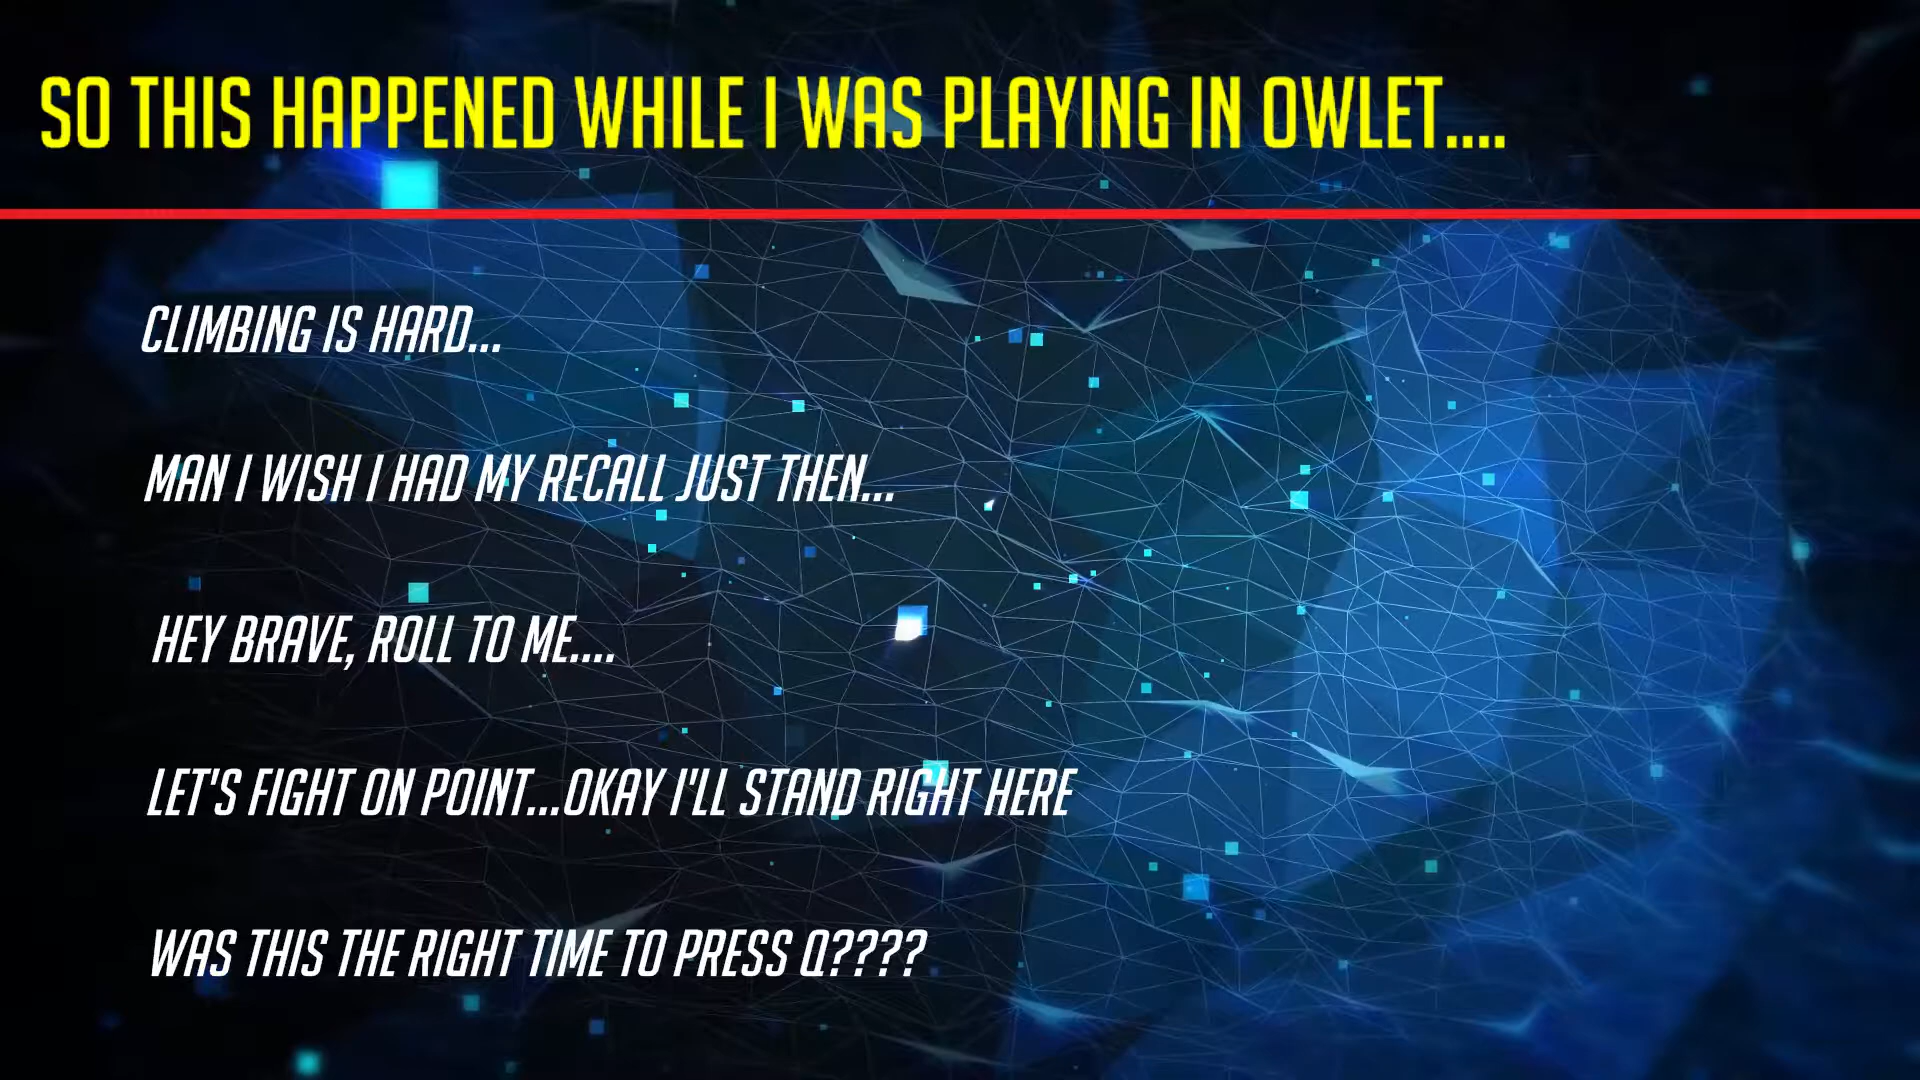 SO THIS HAPPENED WHILE I WAS PLAYING IN OWLET....
CLIMBING IS HARD...
MAN I WISH I HAD MY RECALL JUST THEN...
HEY BRAVE, ROLL TO ME....
LET'S FIGHT ON POINT...OKAY I'LL STAND RIGHT HERE
WAS THIS THE RIGHT TIME TO PRESS Q????